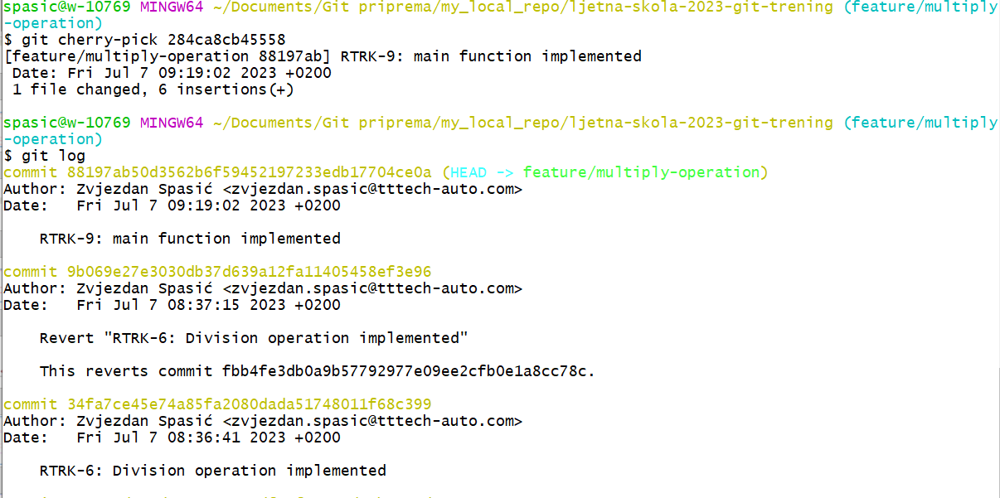 spasic@w-10769 MINGW64 ~/Documents/Git priprema/my_local_repo/ljetna-skola-2023-git-trening (feature/multiply
-operation)
$ git cherry-pick 284ca8cb45558
[feature/multiply-operation 88197ab] RTRK-9: main function implemented
 Date: Fri Jul 7 09:19:02 2023 +0200
 1 file changed, 6 insertions(+)

spasic@w-10769 MINGW64 ~/Documents/Git priprema/my_local_repo/ljetna-skola-2023-git-trening (feature/multiply
-operation)
$ git log
commit 88197ab50d3562b6f59452197233edb17704ce0a (HEAD -> feature/multiply-operation)
Author: Zvjezdan Spasić <zvjezdan.spasic@tttech-auto.com>
Date:   Fri Jul 7 09:19:02 2023 +0200

    RTRK-9: main function implemented

commit 9b069e27e3030db37d639a12fa11405458ef3e96
Author: Zvjezdan Spasić <zvjezdan.spasic@tttech-auto.com>
Date:   Fri Jul 7 08:37:15 2023 +0200

    Revert "RTRK-6: Division operation implemented"

    This reverts commit fbb4fe3db0a9b57792977e09ee2cfb0e1a8cc78c.

commit 34fa7ce45e74a85fa2080dada51748011f68c399
Author: Zvjezdan Spasić <zvjezdan.spasic@tttech-auto.com>
Date:   Fri Jul 7 08:36:41 2023 +0200

    RTRK-6: Division operation implemented